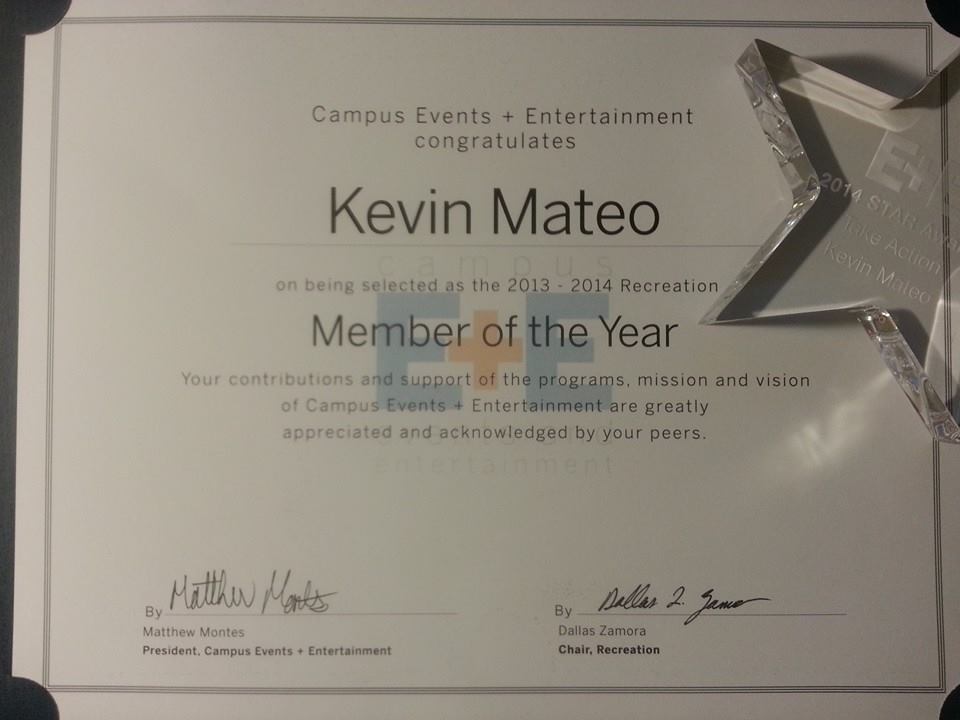 Campus Events + Entertainment
congratulates
Kevin Mateo
on being selected as the 2013 - 2014 Recreation
Member of the Year
Your contributions and support of the programs, mission and vision
of Campus Events + Entertainment are greatly
appreciated and acknowledged by your peers.
campus
E+E
events and
entertainment
By Matthew Montes
Matthew Montes
President, Campus Events + Entertainment
By Dallas Z. Zamora
Dallas Zamora
Chair, Recreation
E+
2014 STAR
Take Action
Kevin Mateo